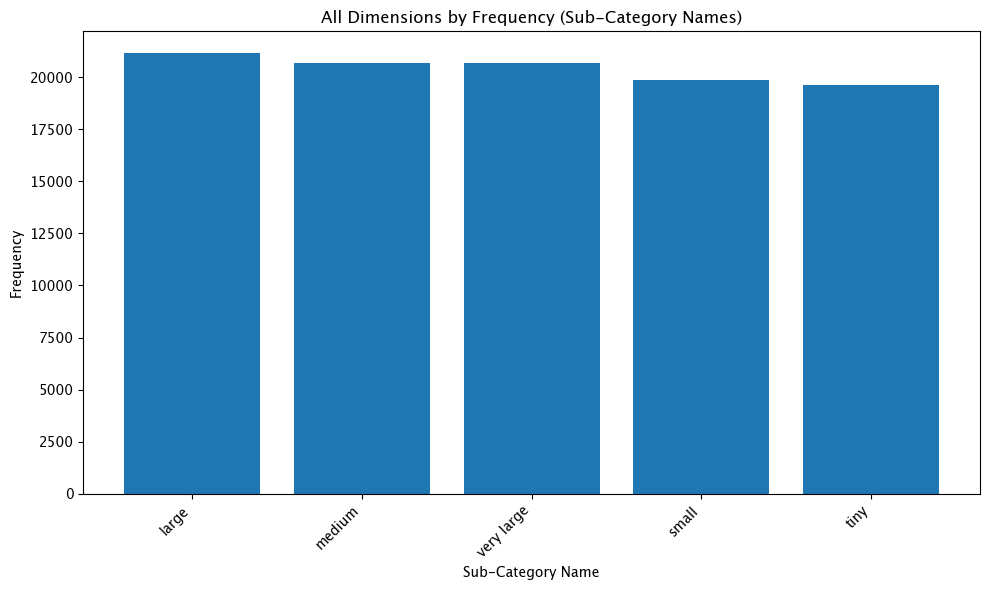 All Dimensions by Frequency (Sub-Category Names)
Frequency
20000
17500
15000
12500
10000
7500
5000
2500
0
large
medium
very large
small
tiny
Sub-Category Name